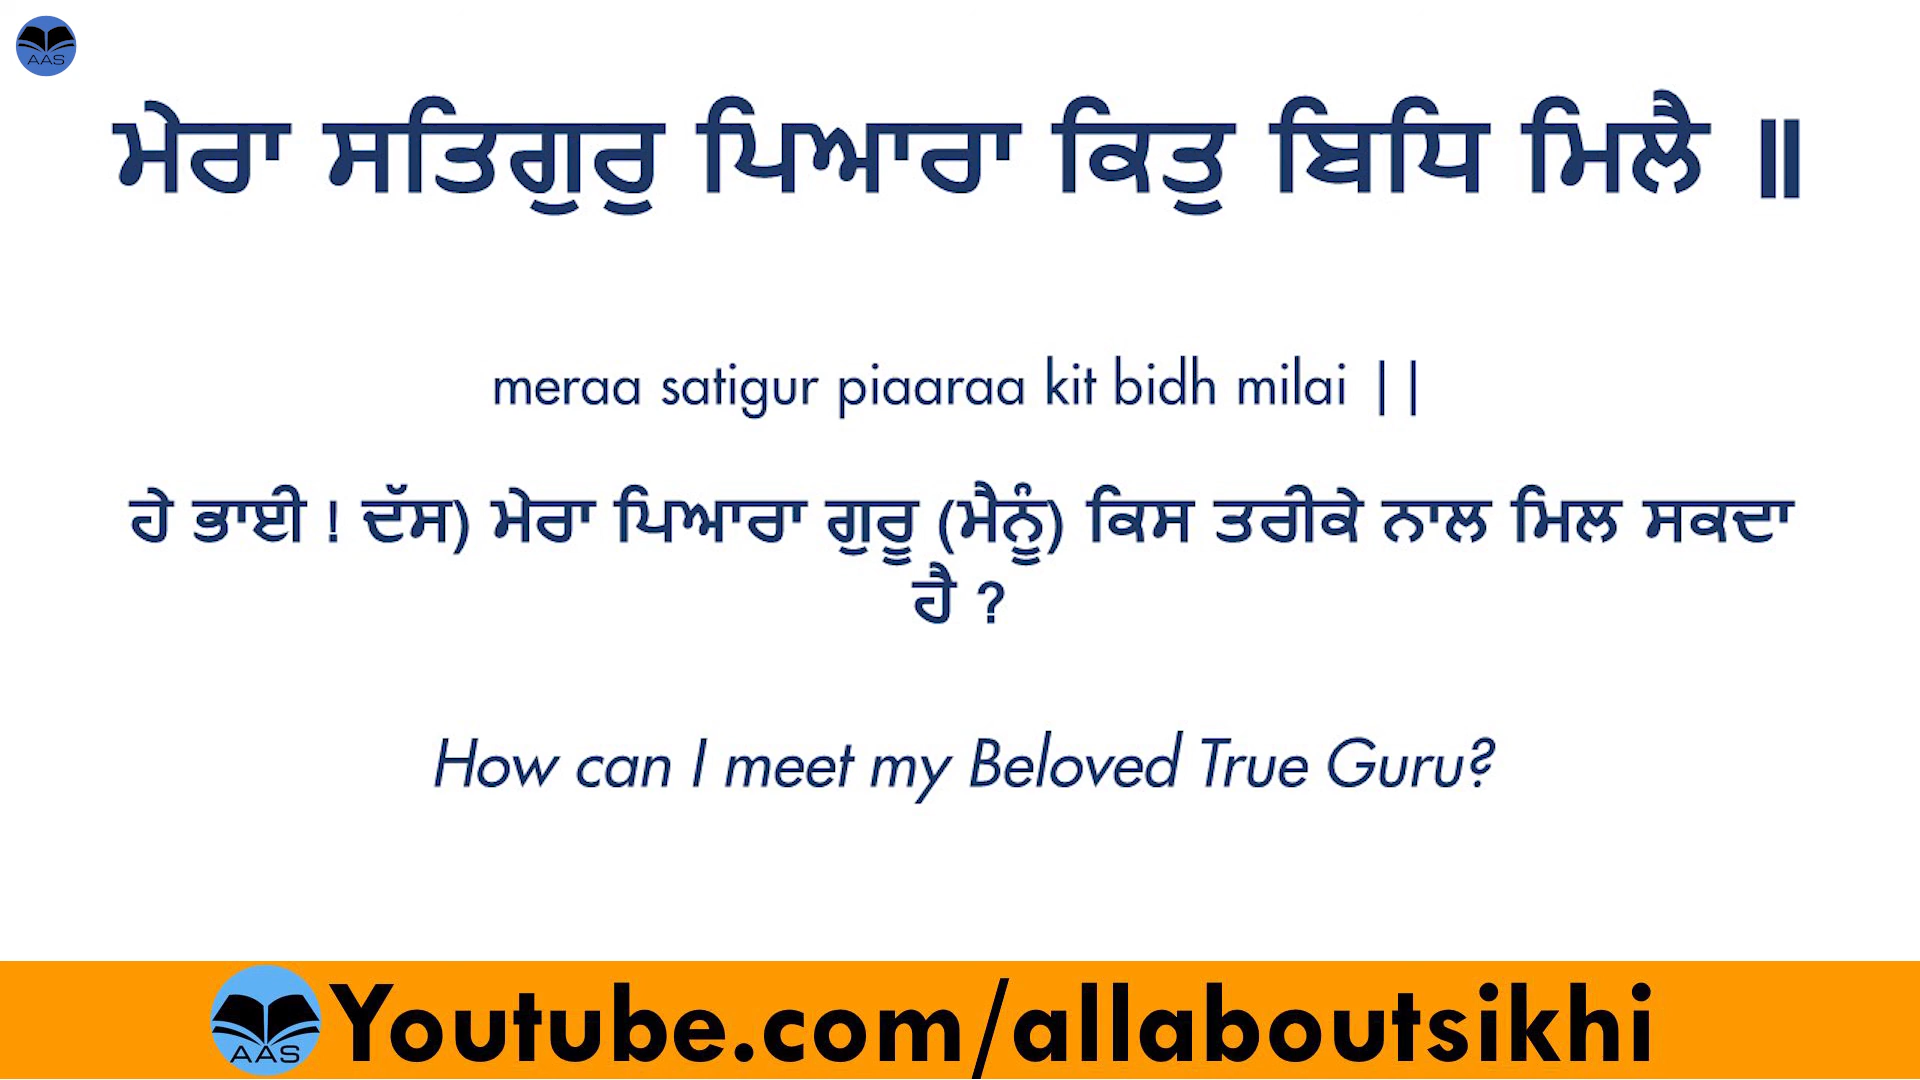 AAS
ਮੇਰਾ ਸਤਿਗੁਰੁ ਪਿਆਰਾ ਕਿਤੁ ਬਿਧਿ ਮਿਲੈ ॥
meraa satigur piaaraa kit bidh milai ||
ਹੇ ਭਾਈ ! ਦੱਸ) ਮੇਰਾ ਪਿਆਰਾ ਗੁਰੂ (ਮੈਨੂੰ) ਕਿਸ ਤਰੀਕੇ ਨਾਲ ਮਿਲ ਸਕਦਾ
ਹੈ ?
How can I meet my Beloved True Guru?
AAS Youtube.com/allaboutsikhi